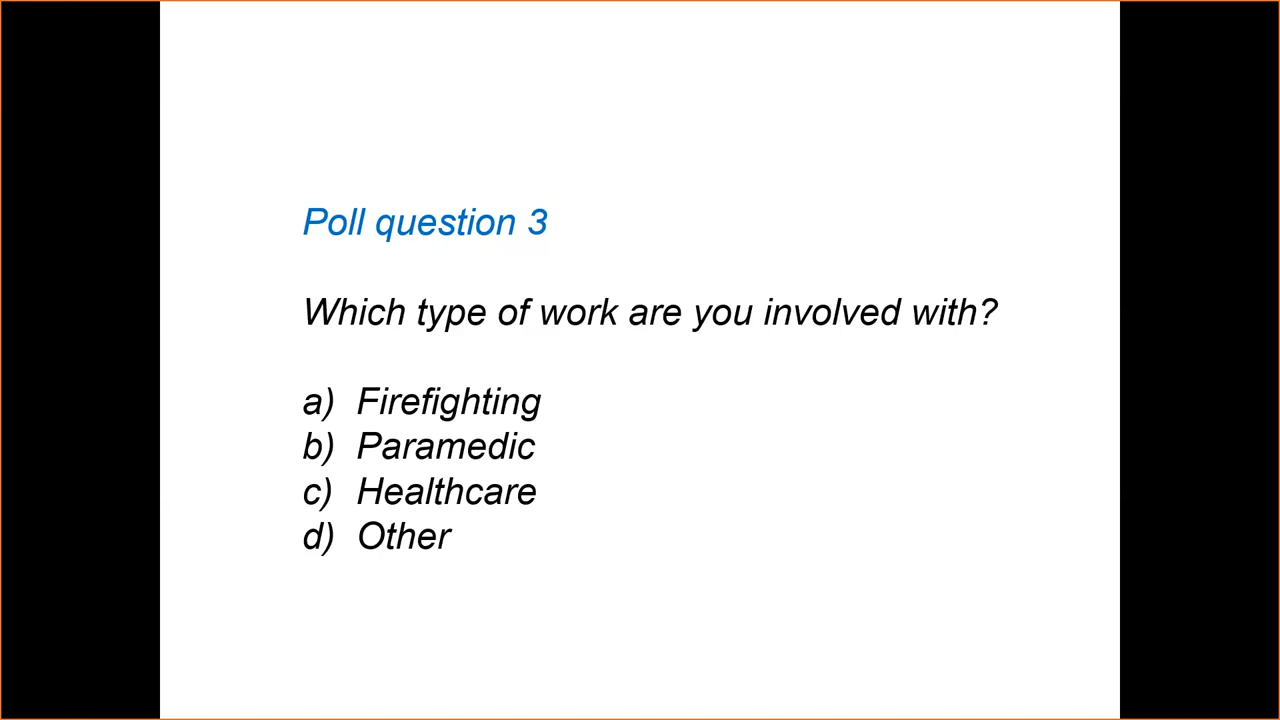 Poll question 3
Which type of work are you involved with?
a) Firefighting
b) Paramedic
c) Healthcare
d) Other